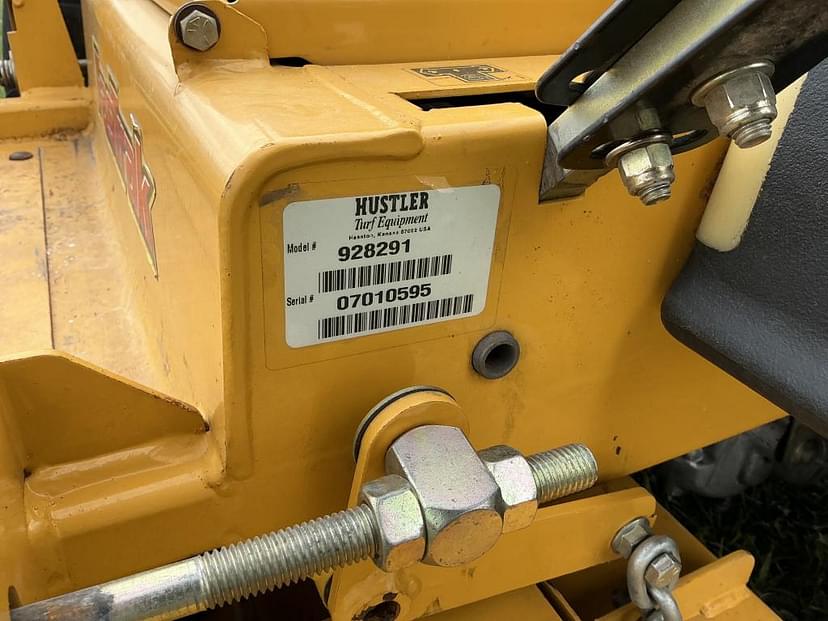 HUSTLER
Turf Equipment
Hesston, Kansas 67062 USA
Model # 928291
Serial # 07010595